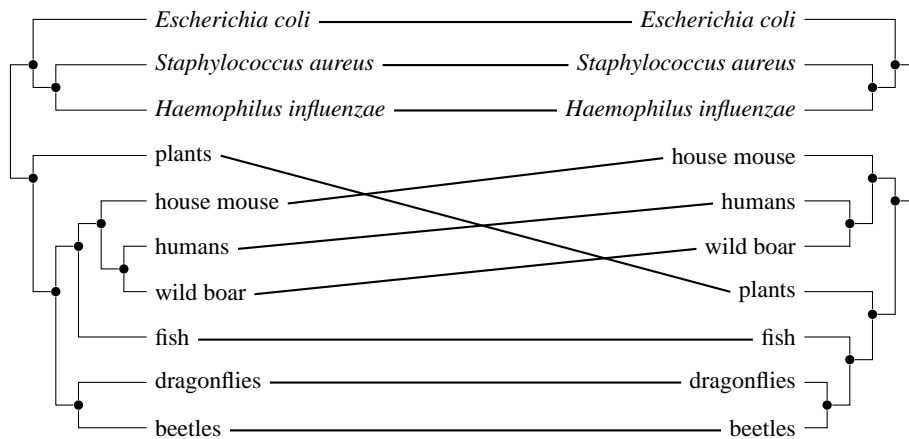 Escherichia coli Escherichia coli
Staphylococcus aureus Staphylococcus aureus
Haemophilus influenzae Haemophilus influenzae
plants house mouse
house mouse humans
humans wild boar
wild boar plants
fish fish
dragonflies dragonflies
beetles beetles